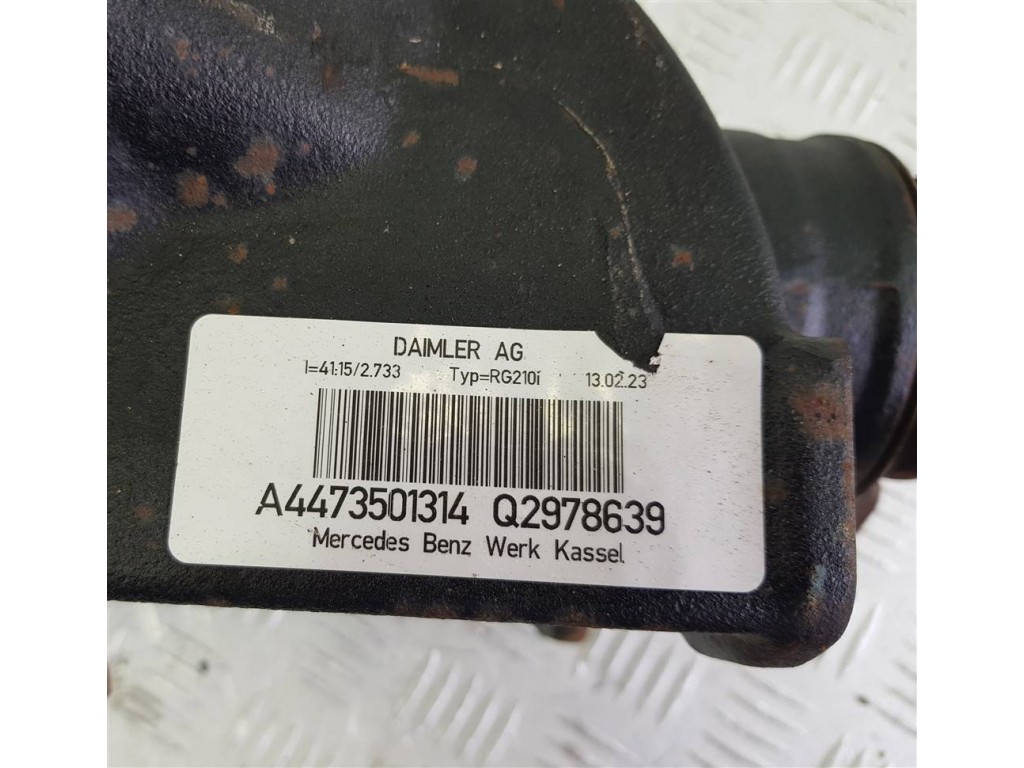 DAIMLER AG
I=41:15/2.733 Typ=RG210i 13.02.23
A4473501314 Q2978639
Mercedes Benz Werk Kassel